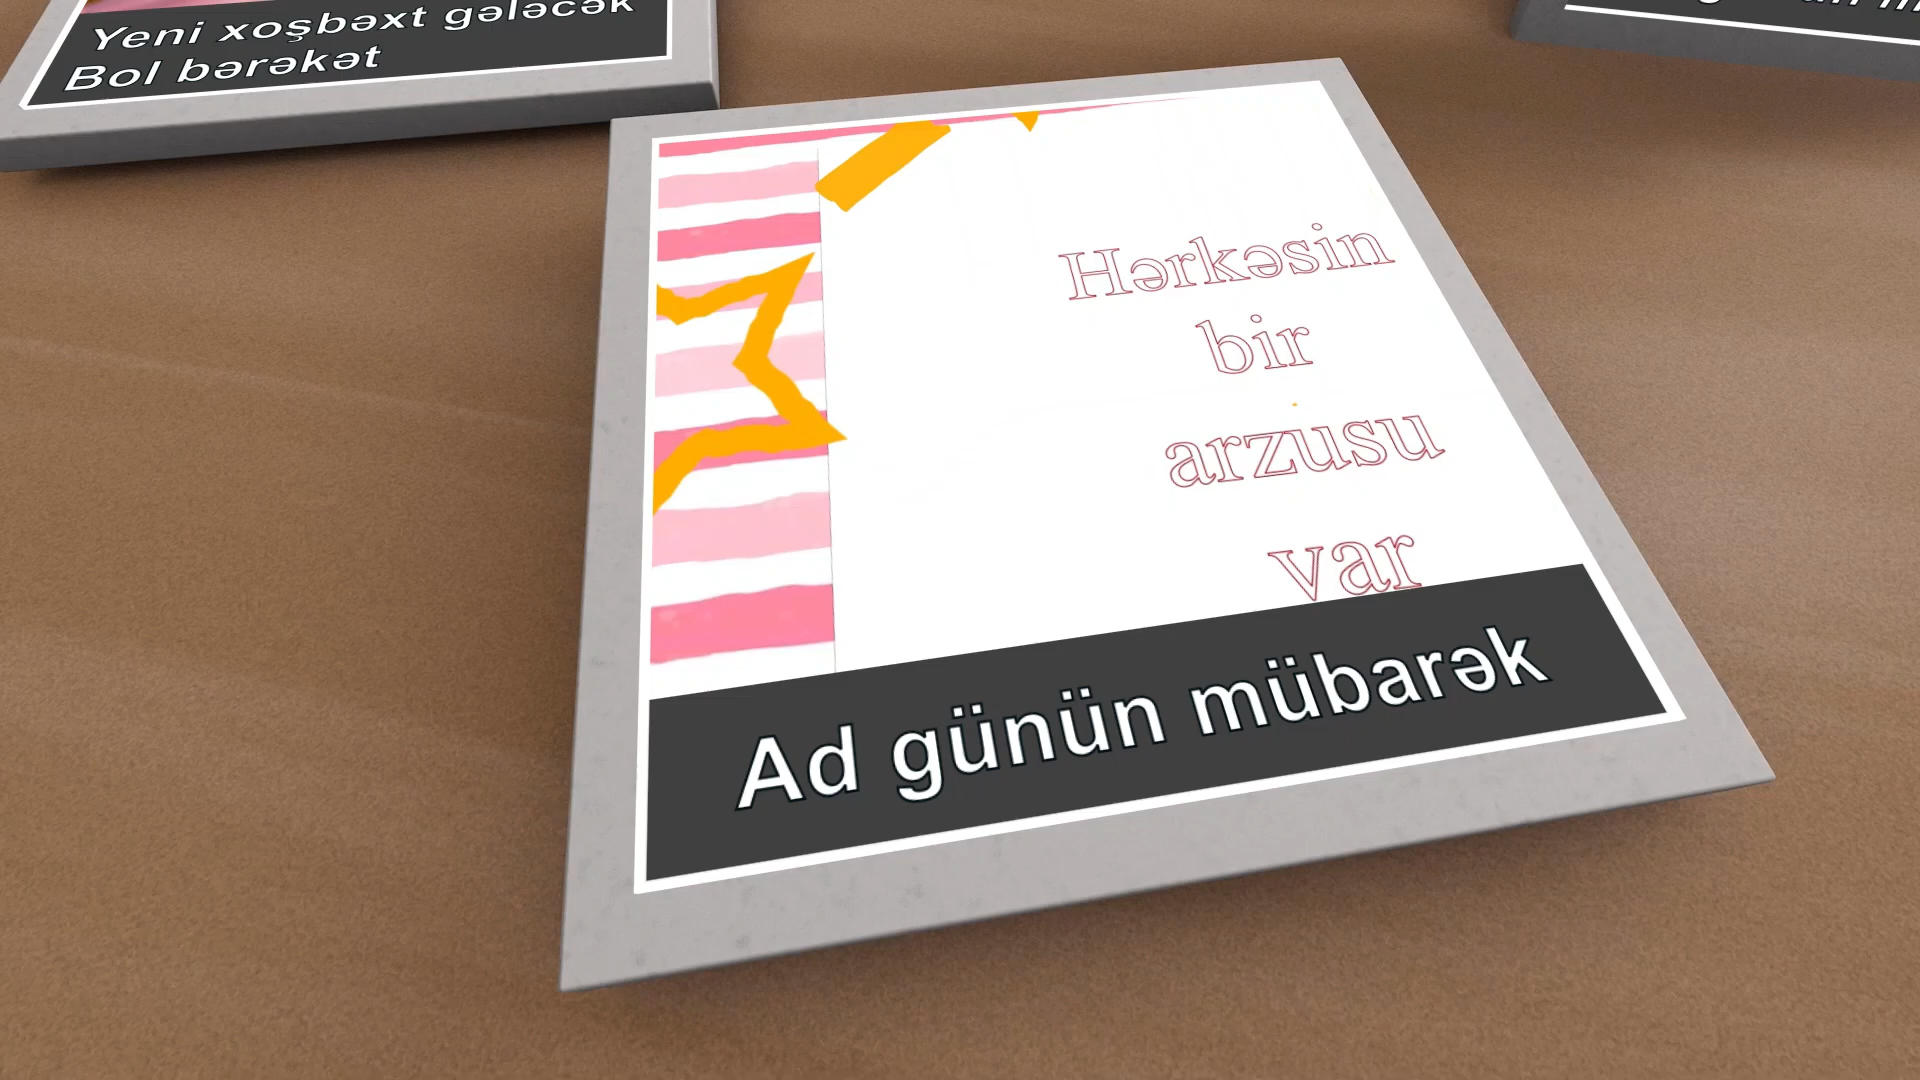 Yeni xoşbəxt gələcək
Bol bərəkət
Hərkəsin
bir
arzusu
var
Ad günün mübarək